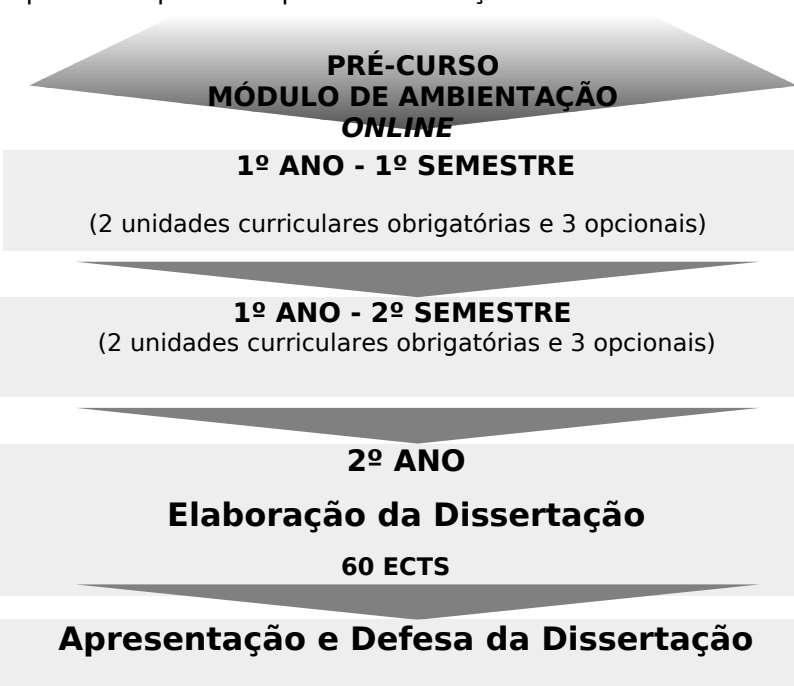 PRÉ-CURSO
MÓDULO DE AMBIENTAÇÃO
ONLINE
1º ANO - 1º SEMESTRE
(2 unidades curriculares obrigatórias e 3 opcionais)
1º ANO - 2º SEMESTRE
(2 unidades curriculares obrigatórias e 3 opcionais)
2º ANO
Elaboração da Dissertação
60 ECTS
Apresentação e Defesa da Dissertação